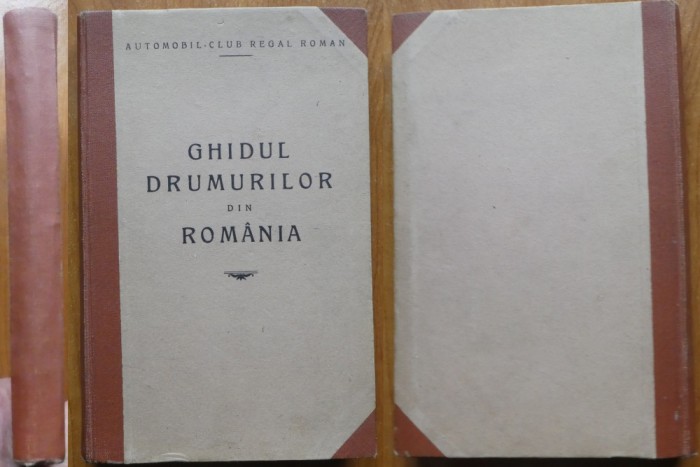 AUTOMOBIL-CLUB REGAL ROMAN
GHIDUL
DRUMURILOR
DIN
ROMÂNIA